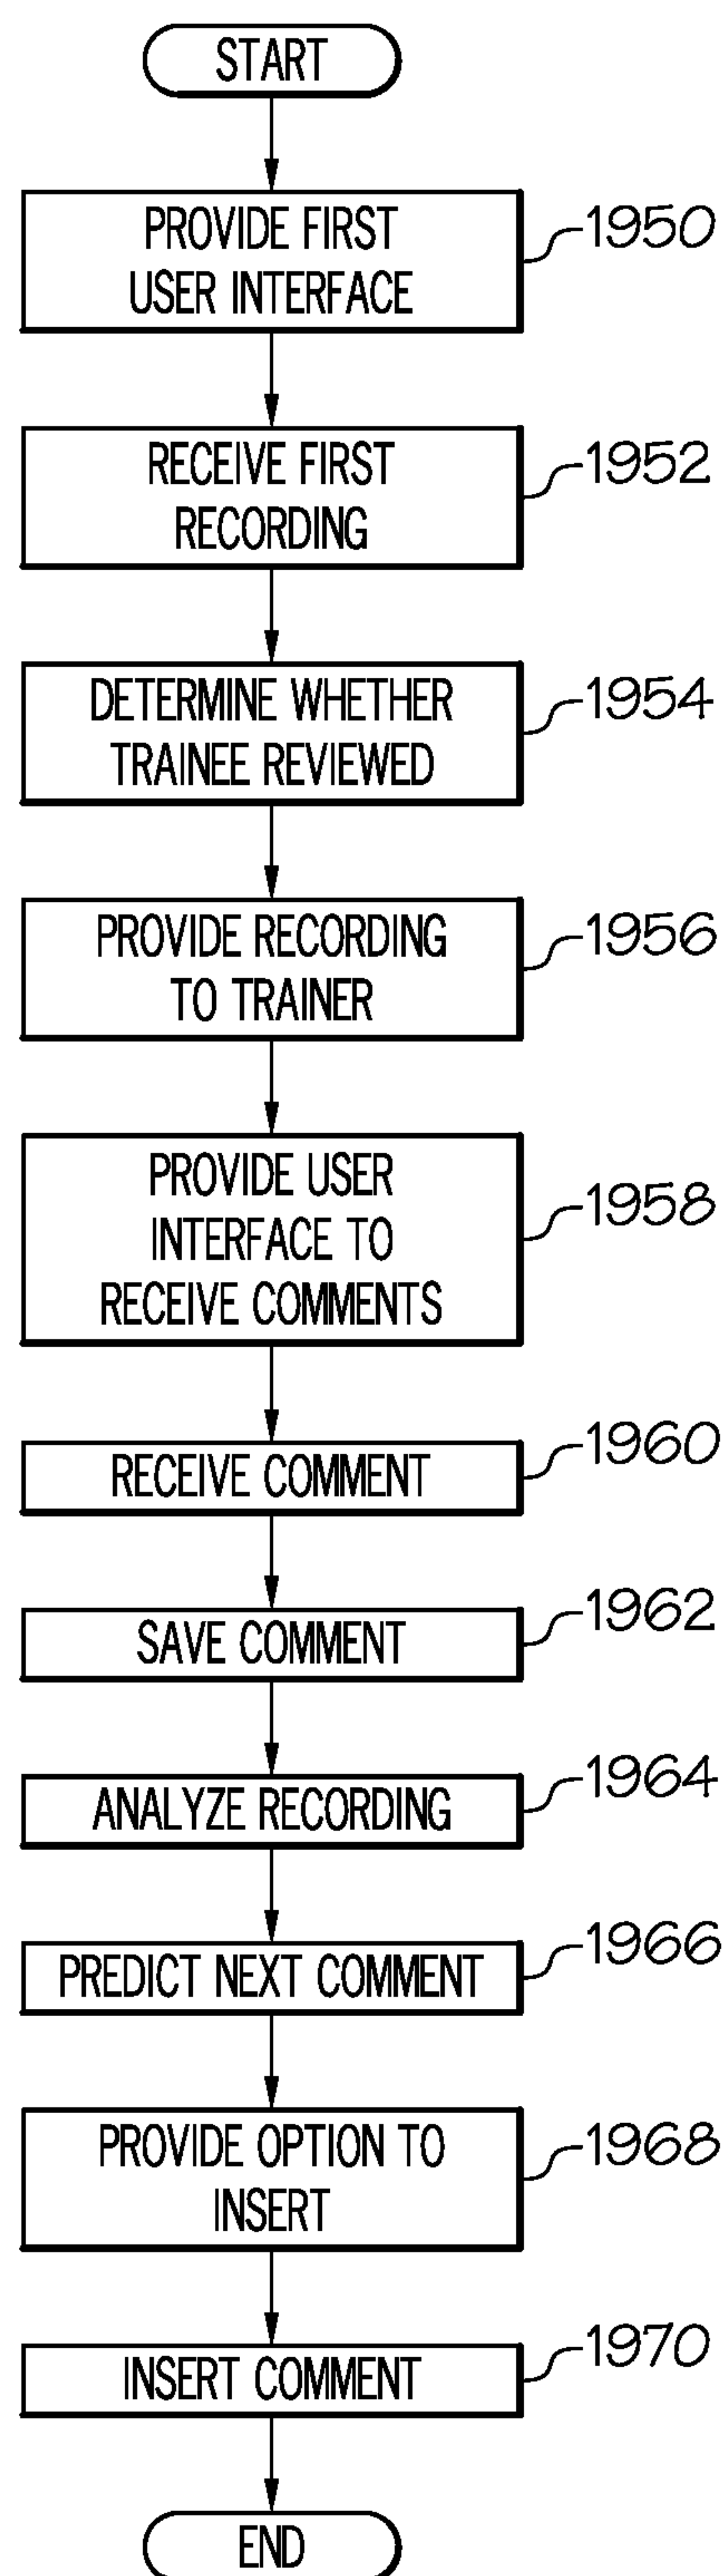 START
PROVIDE FIRST
USER INTERFACE
1950
RECEIVE FIRST
RECORDING
1952
DETERMINE WHETHER
TRAINEE REVIEWED
1954
PROVIDE RECORDING
TO TRAINER
1956
PROVIDE USER
INTERFACE TO
RECEIVE COMMENTS
1958
RECEIVE COMMENT
1960
SAVE COMMENT
1962
ANALYZE RECORDING
1964
PREDICT NEXT COMMENT
1966
PROVIDE OPTION TO
INSERT
1968
INSERT COMMENT
1970
END